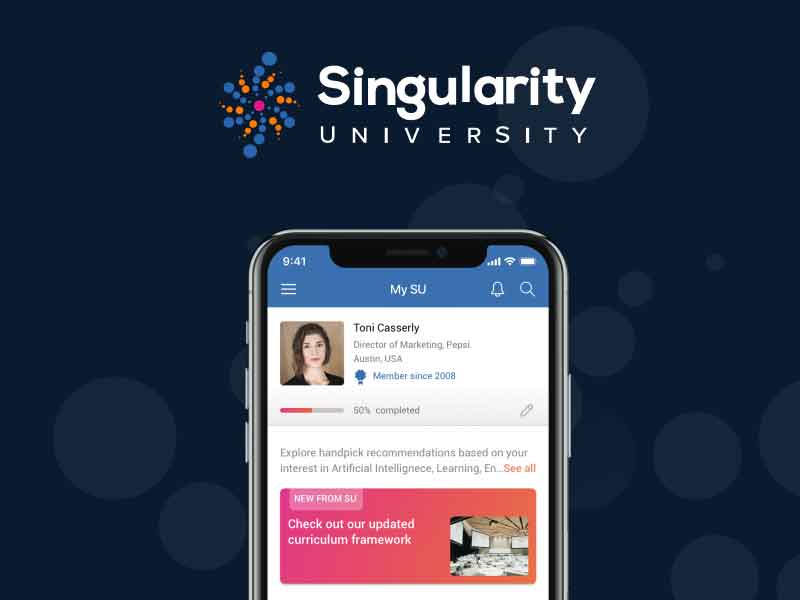 Singularity
UNIVERSITY
9:41
My SU
Toni Casserly
Director of Marketing, Pepsi.
Austin, USA
Member since 2008
50% completed
Explore handpick recommendations based on your
interest in Artificial Intellignece, Learning, En...See all
NEW FROM SU
Check out our updated
curriculum framework